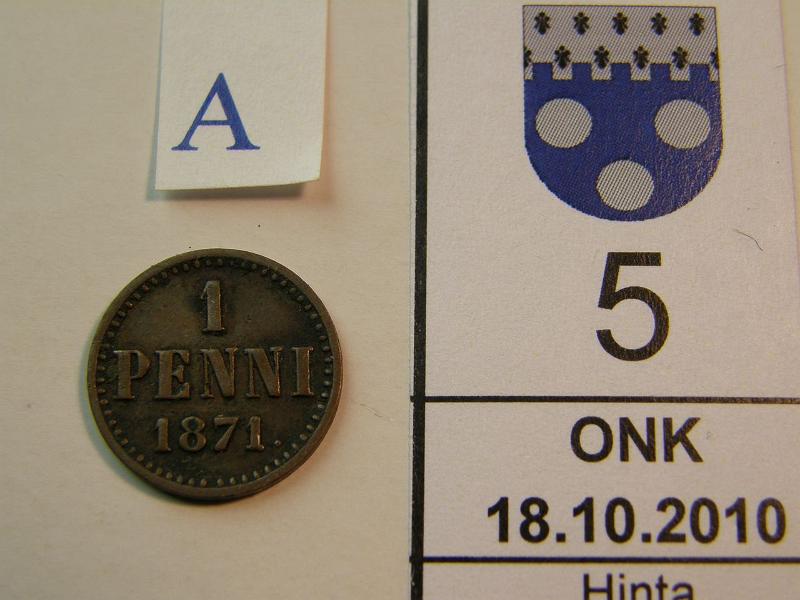 A
1
PENNI
1871.
5
ONK
18.10.2010
Hinta